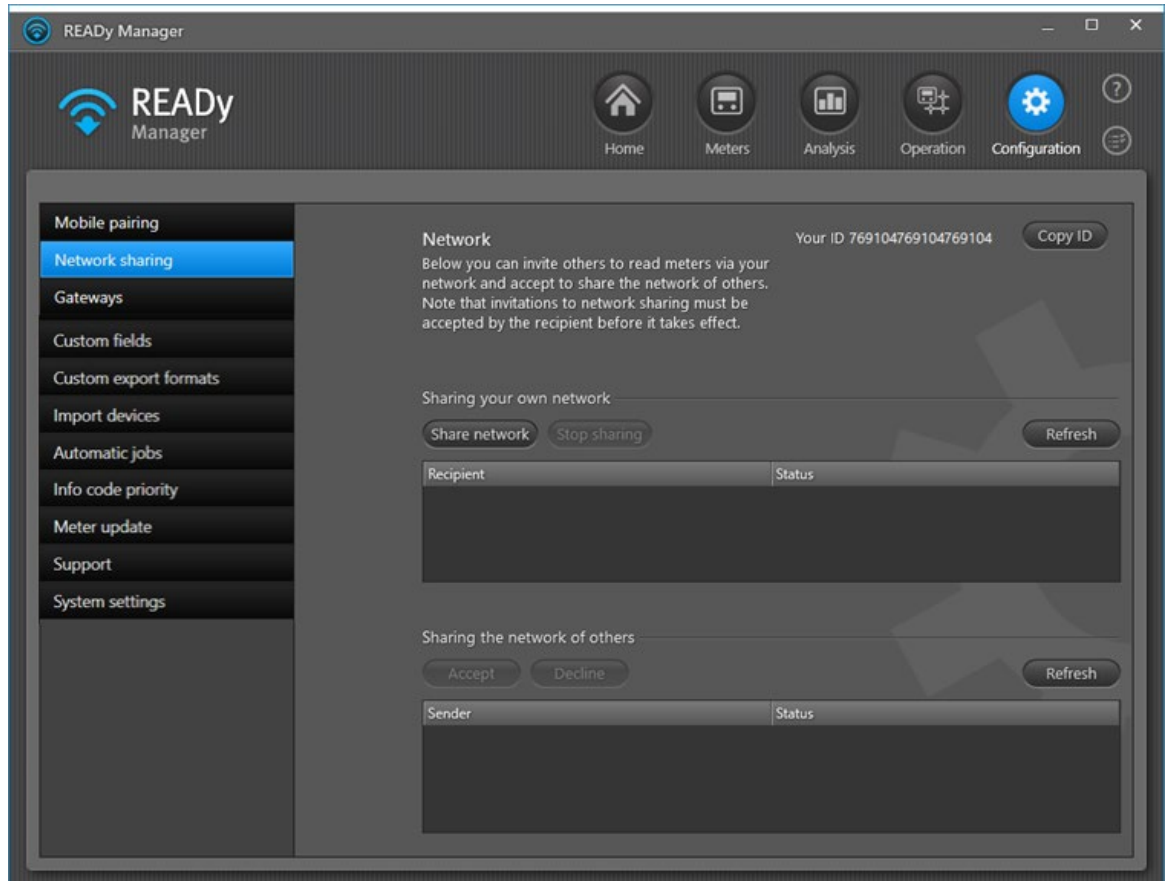 READy Manager
READy
Manager
Home
Meters
Analysis
Operation
Configuration
?
Mobile pairing
Network sharing
Gateways
Custom fields
Custom export formats
Import devices
Automatic jobs
Info code priority
Meter update
Support
System settings
Network
Your ID 769104769104769104
Copy ID
Below you can invite others to read meters via your
network and accept to share the network of others.
Note that invitations to network sharing must be
accepted by the recipient before it takes effect.
Sharing your own network
Share network
Stop sharing
Refresh
Recipient
Status
Sharing the network of others
Accept
Decline
Refresh
Sender
Status